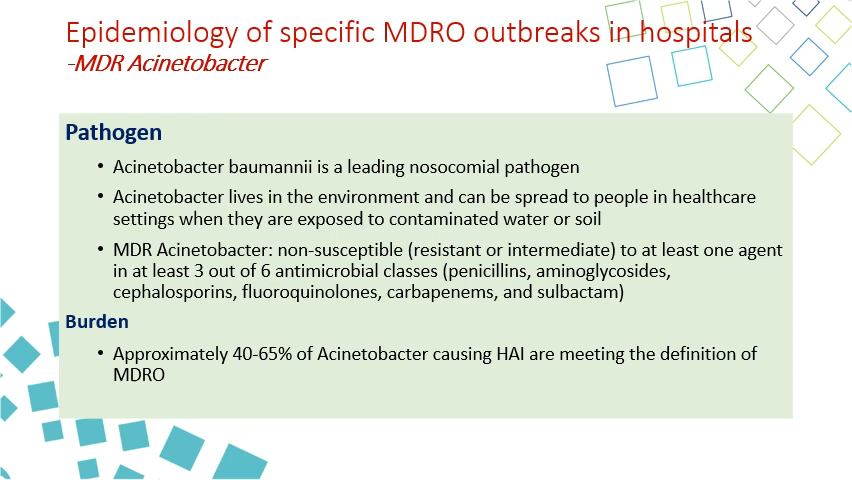 Epidemiology of specific MDRO outbreaks in hospitals
-MDR Acinetobacter
Pathogen
• Acinetobacter baumannii is a leading nosocomial pathogen
• Acinetobacter lives in the environment and can be spread to people in healthcare
settings when they are exposed to contaminated water or soil
• MDR Acinetobacter: non-susceptible (resistant or intermediate) to at least one agent
in at least 3 out of 6 antimicrobial classes (penicillins, aminoglycosides,
cephalosporins, fluoroquinolones, carbapenems, and sulbactam)
Burden
• Approximately 40-65% of Acinetobacter causing HAI are meeting the definition of
MDRO